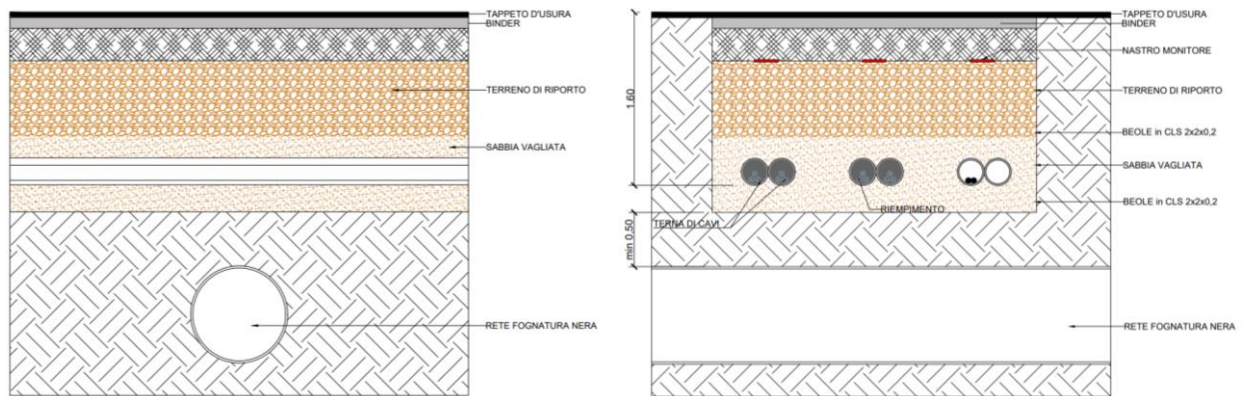 TAPPETO D'USURA
BINDER
TERRENO DI RIPORTO
SABBIA VAGLIATA
RETE FOGNATURA NERA
TAPPETO D'USURA
BINDER
NASTRO MONITORE
1.60
TERRENO DI RIPORTO
BEOLE in CLS 2x2x0,2
SABBIA VAGLIATA
BEOLE in CLS 2x2x0,2
RIEMPIMENTO
TERNA DI CAVI
min 0.50
RETE FOGNATURA NERA